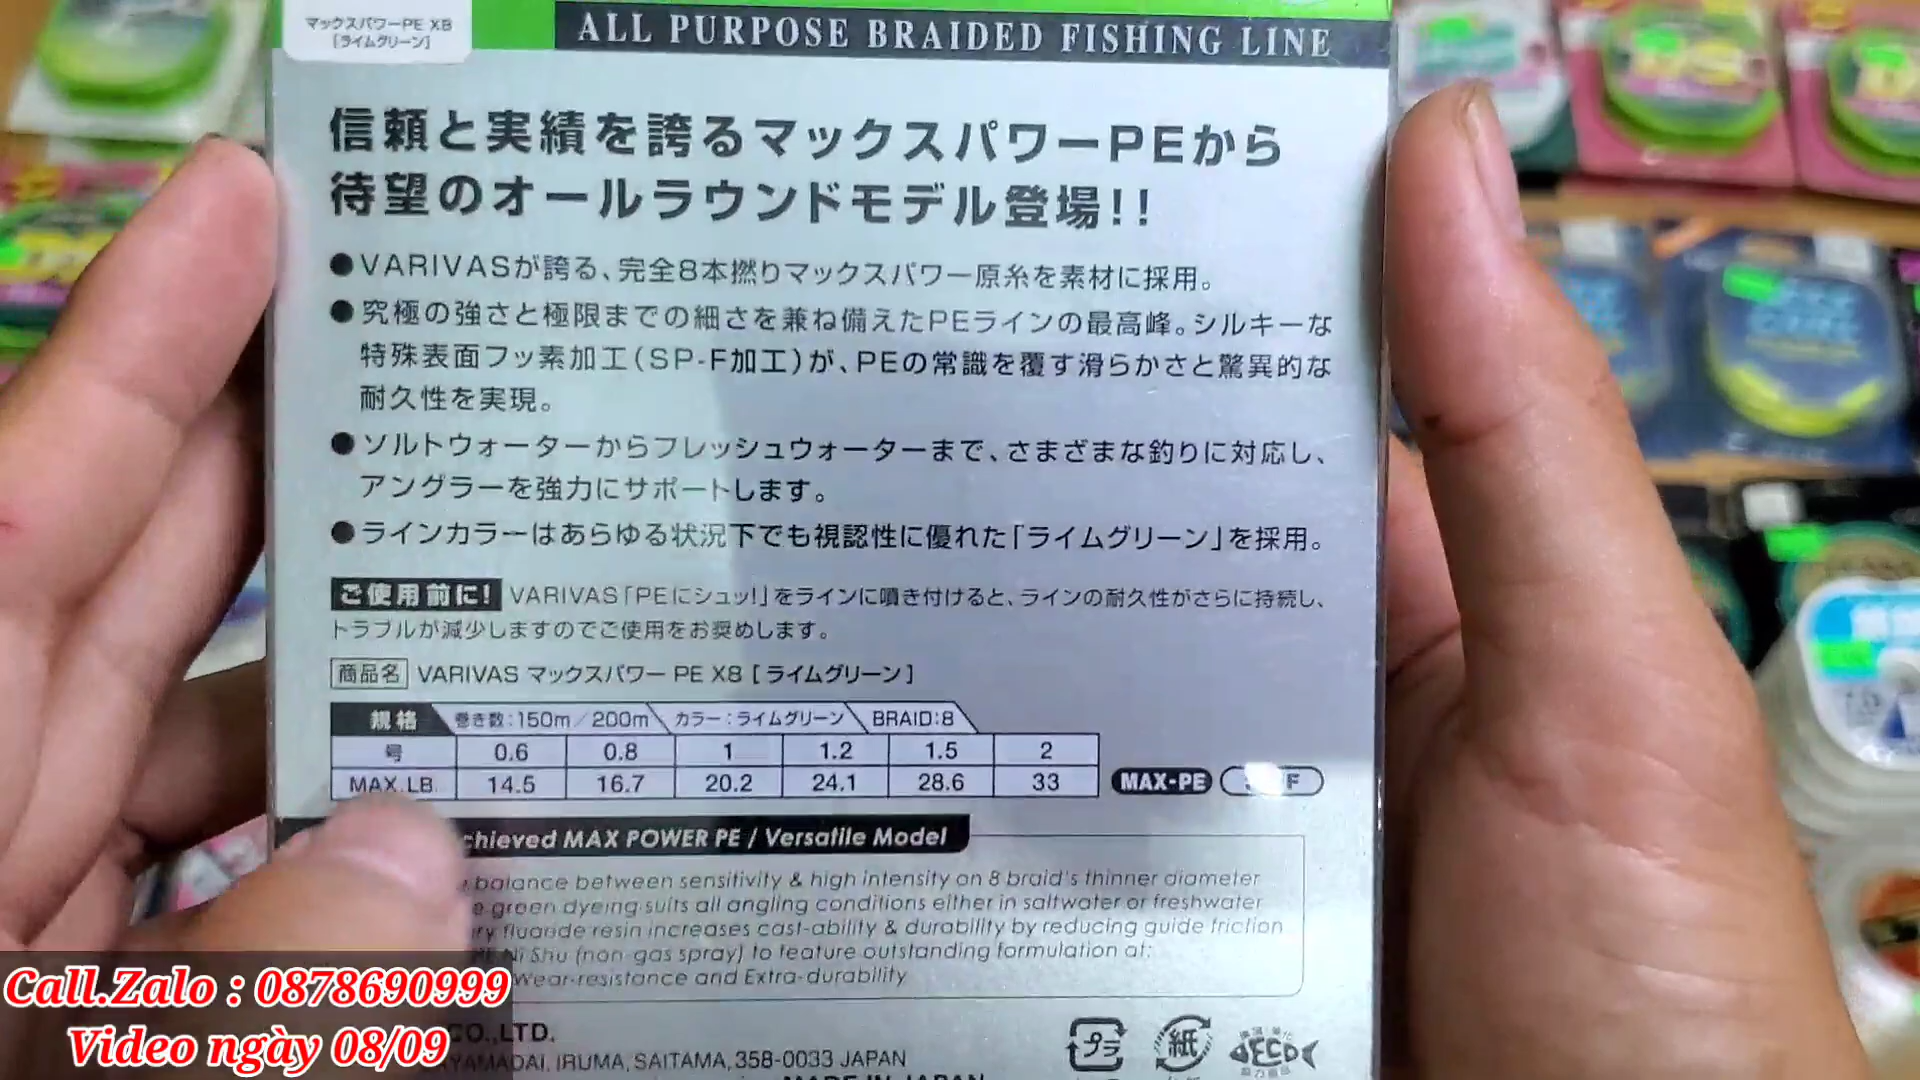 マックスパワーPE X8
[ライムグリーン]
ALL PURPOSE BRAIDED FISHING LINE
信頼と実績を誇るマックスパワーPEから
待望のオールラウンドモデル登場!!
●VARIVASが誇る、完全8本撚りマックスパワー原糸を素材に採用。
●究極の強さと極限までの細さを兼ね備えたPEラインの最高峰。シルキーな
特殊表面フッ素加工(SP-F加工)が、PEの常識を覆す滑らかさと驚異的な
耐久性を実現。
●ソルトウォーターからフレッシュウォーターまで、さまざまな釣りに対応し、
アングラーを強力にサポートします。
●ラインカラーはあらゆる状況下でも視認性に優れた「ライムグリーン」を採用。
ご使用前に! VARIVAS「PEにシュッ!」をラインに噴き付けると、ラインの耐久性がさらに持続し、
トラブルが減少しますのでご使用をお奨めします。
商品名 VARIVAS マックスパワー PE X8 [ライムグリーン]
規格 巻き数:150m/200m カラー:ライムグリーン BRAID:8
号 0.6 0.8 1 1.2 1.5 2
MAX.LB. 14.5 16.7 20.2 24.1 28.6 33 MAX-PE F
chieved MAX POWER PE / Versatile Model
balance between sensitivity & high intensity on 8 braid's thinner diameter
green dyeing suits all angling conditions either in saltwater or freshwater
ry fluoride resin increases cast-ability & durability by reducing guide friction
Ni Shu (non-gas spray) to feature outstanding formulation at:
Wear-resistance and Extra-durability
CO.,LTD.
YAMADAI, IRUMA, SAITAMA, 358-0033 JAPAN
MADE IN JAPAN
プラ
紙
ECO
Call.Zalo : 0878690999
Video ngày 08/09